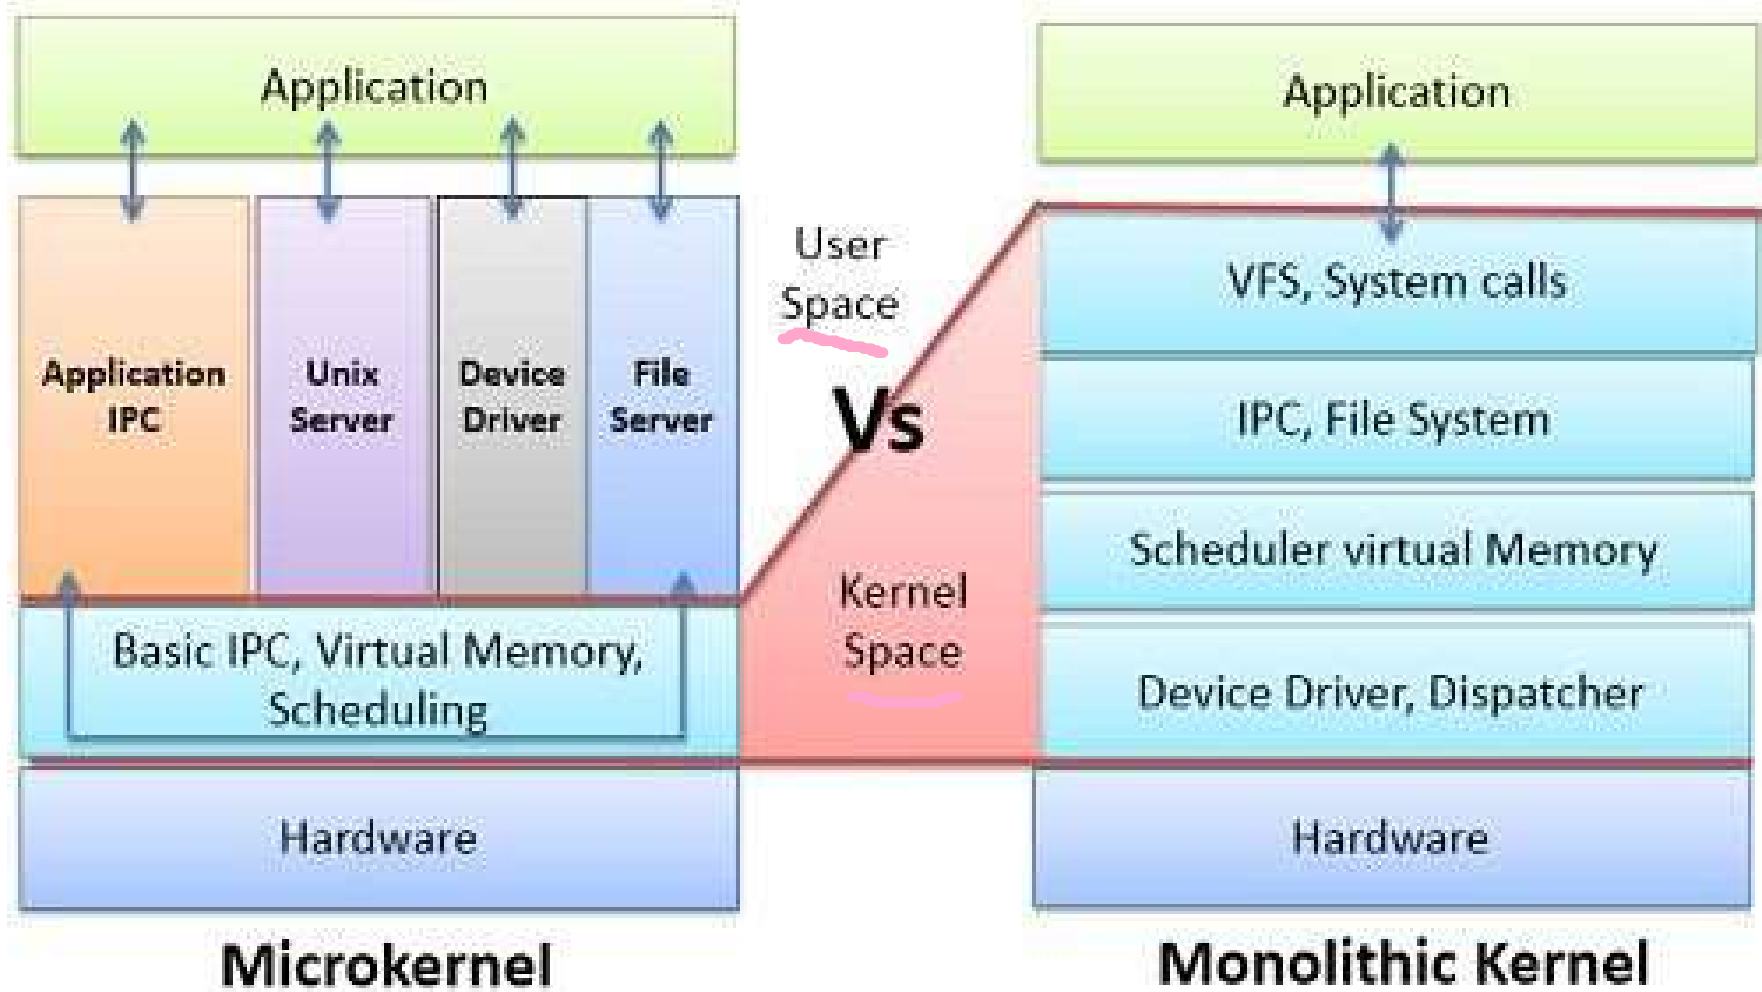 Application
Application
IPC
Unix
Server
Device
Driver
File
Server
Basic IPC, Virtual Memory,
Scheduling
Hardware
Microkernel
User
Space
Vs
Kernel
Space
Application
VFS, System calls
IPC, File System
Scheduler virtual Memory
Device Driver, Dispatcher
Hardware
Monolithic Kernel